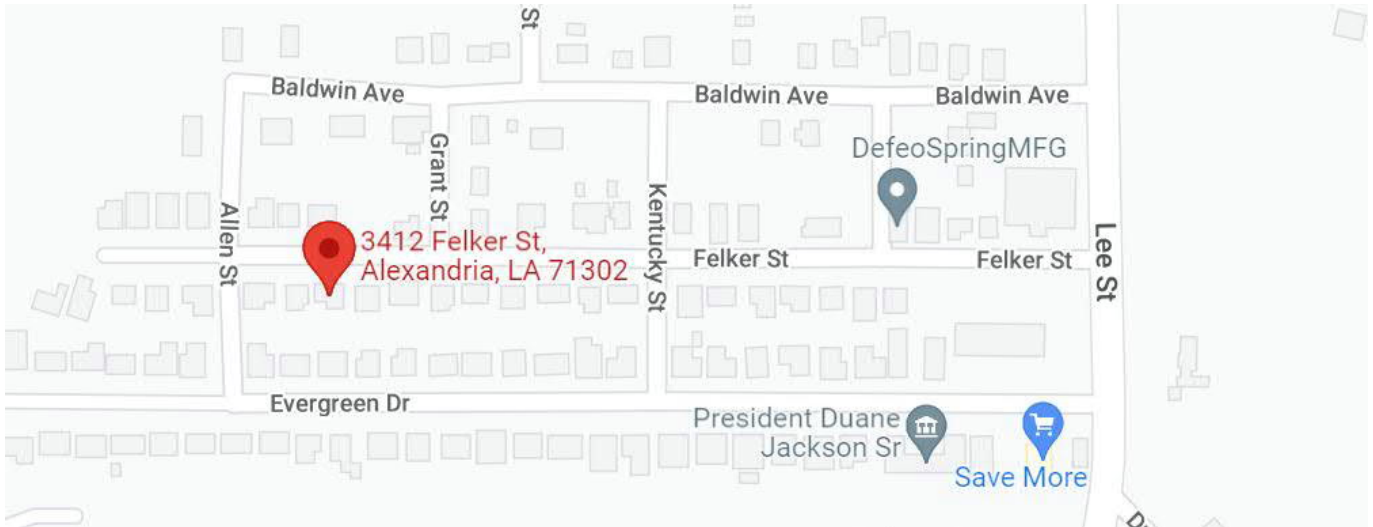 St
Baldwin Ave
Baldwin Ave
Baldwin Ave
DefeoSpringMFG
Grant St
Kentucky St
Allen St
Lee St
3412 Felker St,
Alexandria, LA 71302
Felker St
Felker St
Evergreen Dr
President Duane
Jackson Sr
Save More